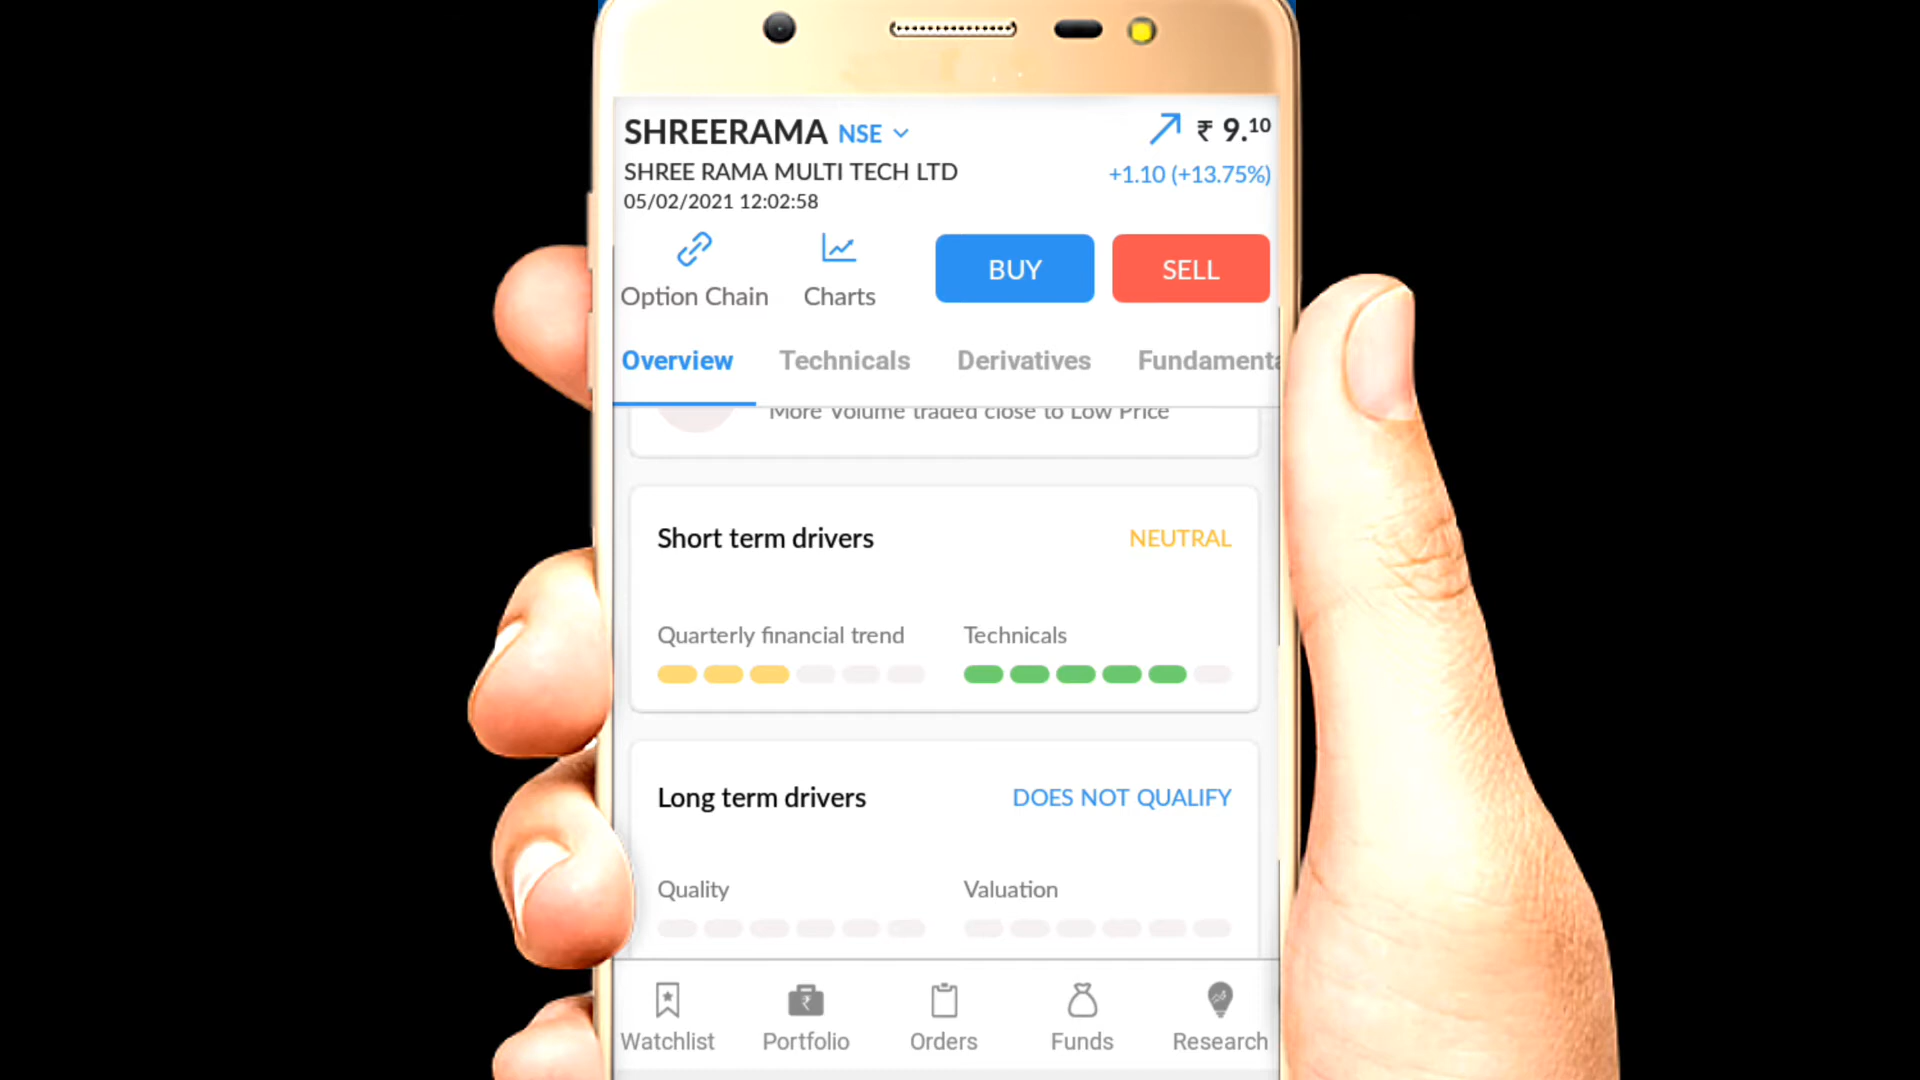 SHREERAMA NSE ₹ 9.10
SHREE RAMA MULTI TECH LTD +1.10 (+13.75%)
05/02/2021 12:02:58
Option Chain Charts BUY SELL
Overview Technicals Derivatives Fundamenta
More Volume traded close to Low Price
Short term drivers NEUTRAL
Quarterly financial trend Technicals
Long term drivers DOES NOT QUALIFY
Quality Valuation
Watchlist Portfolio Orders Funds Research